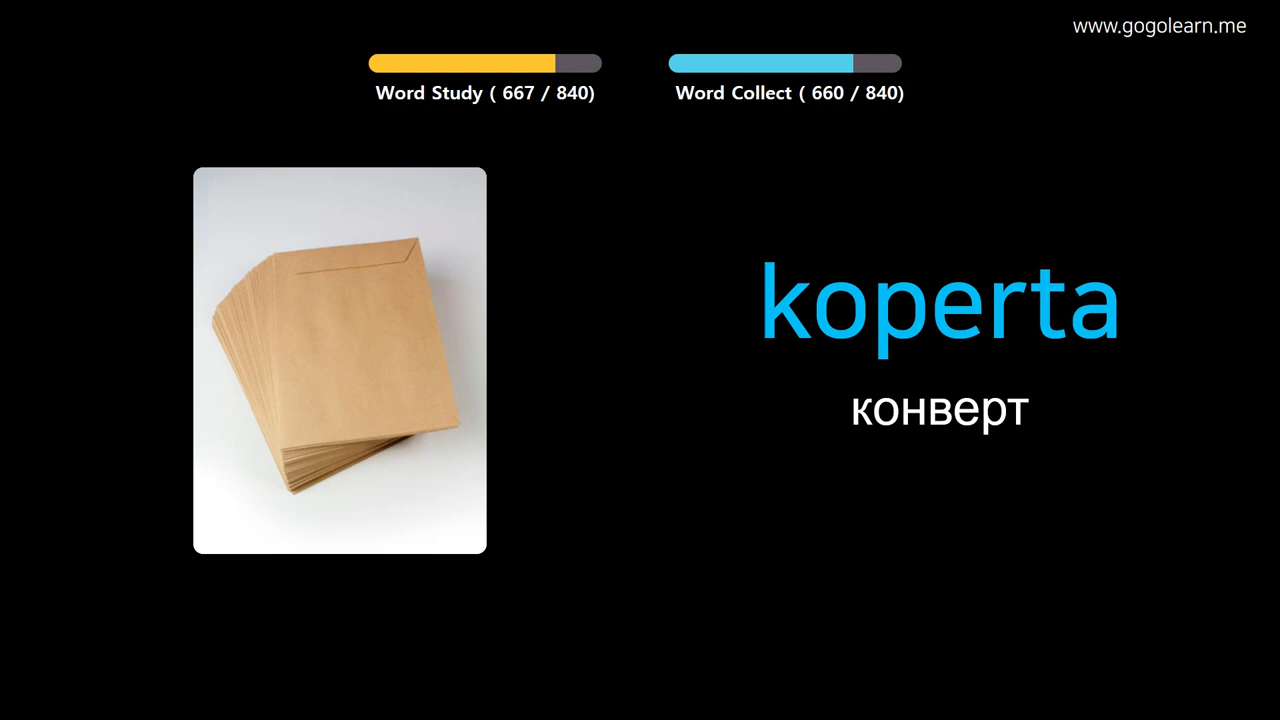 www.gogolearn.me
Word Study ( 667 / 840)
Word Collect ( 660 / 840)
koperta
конверт